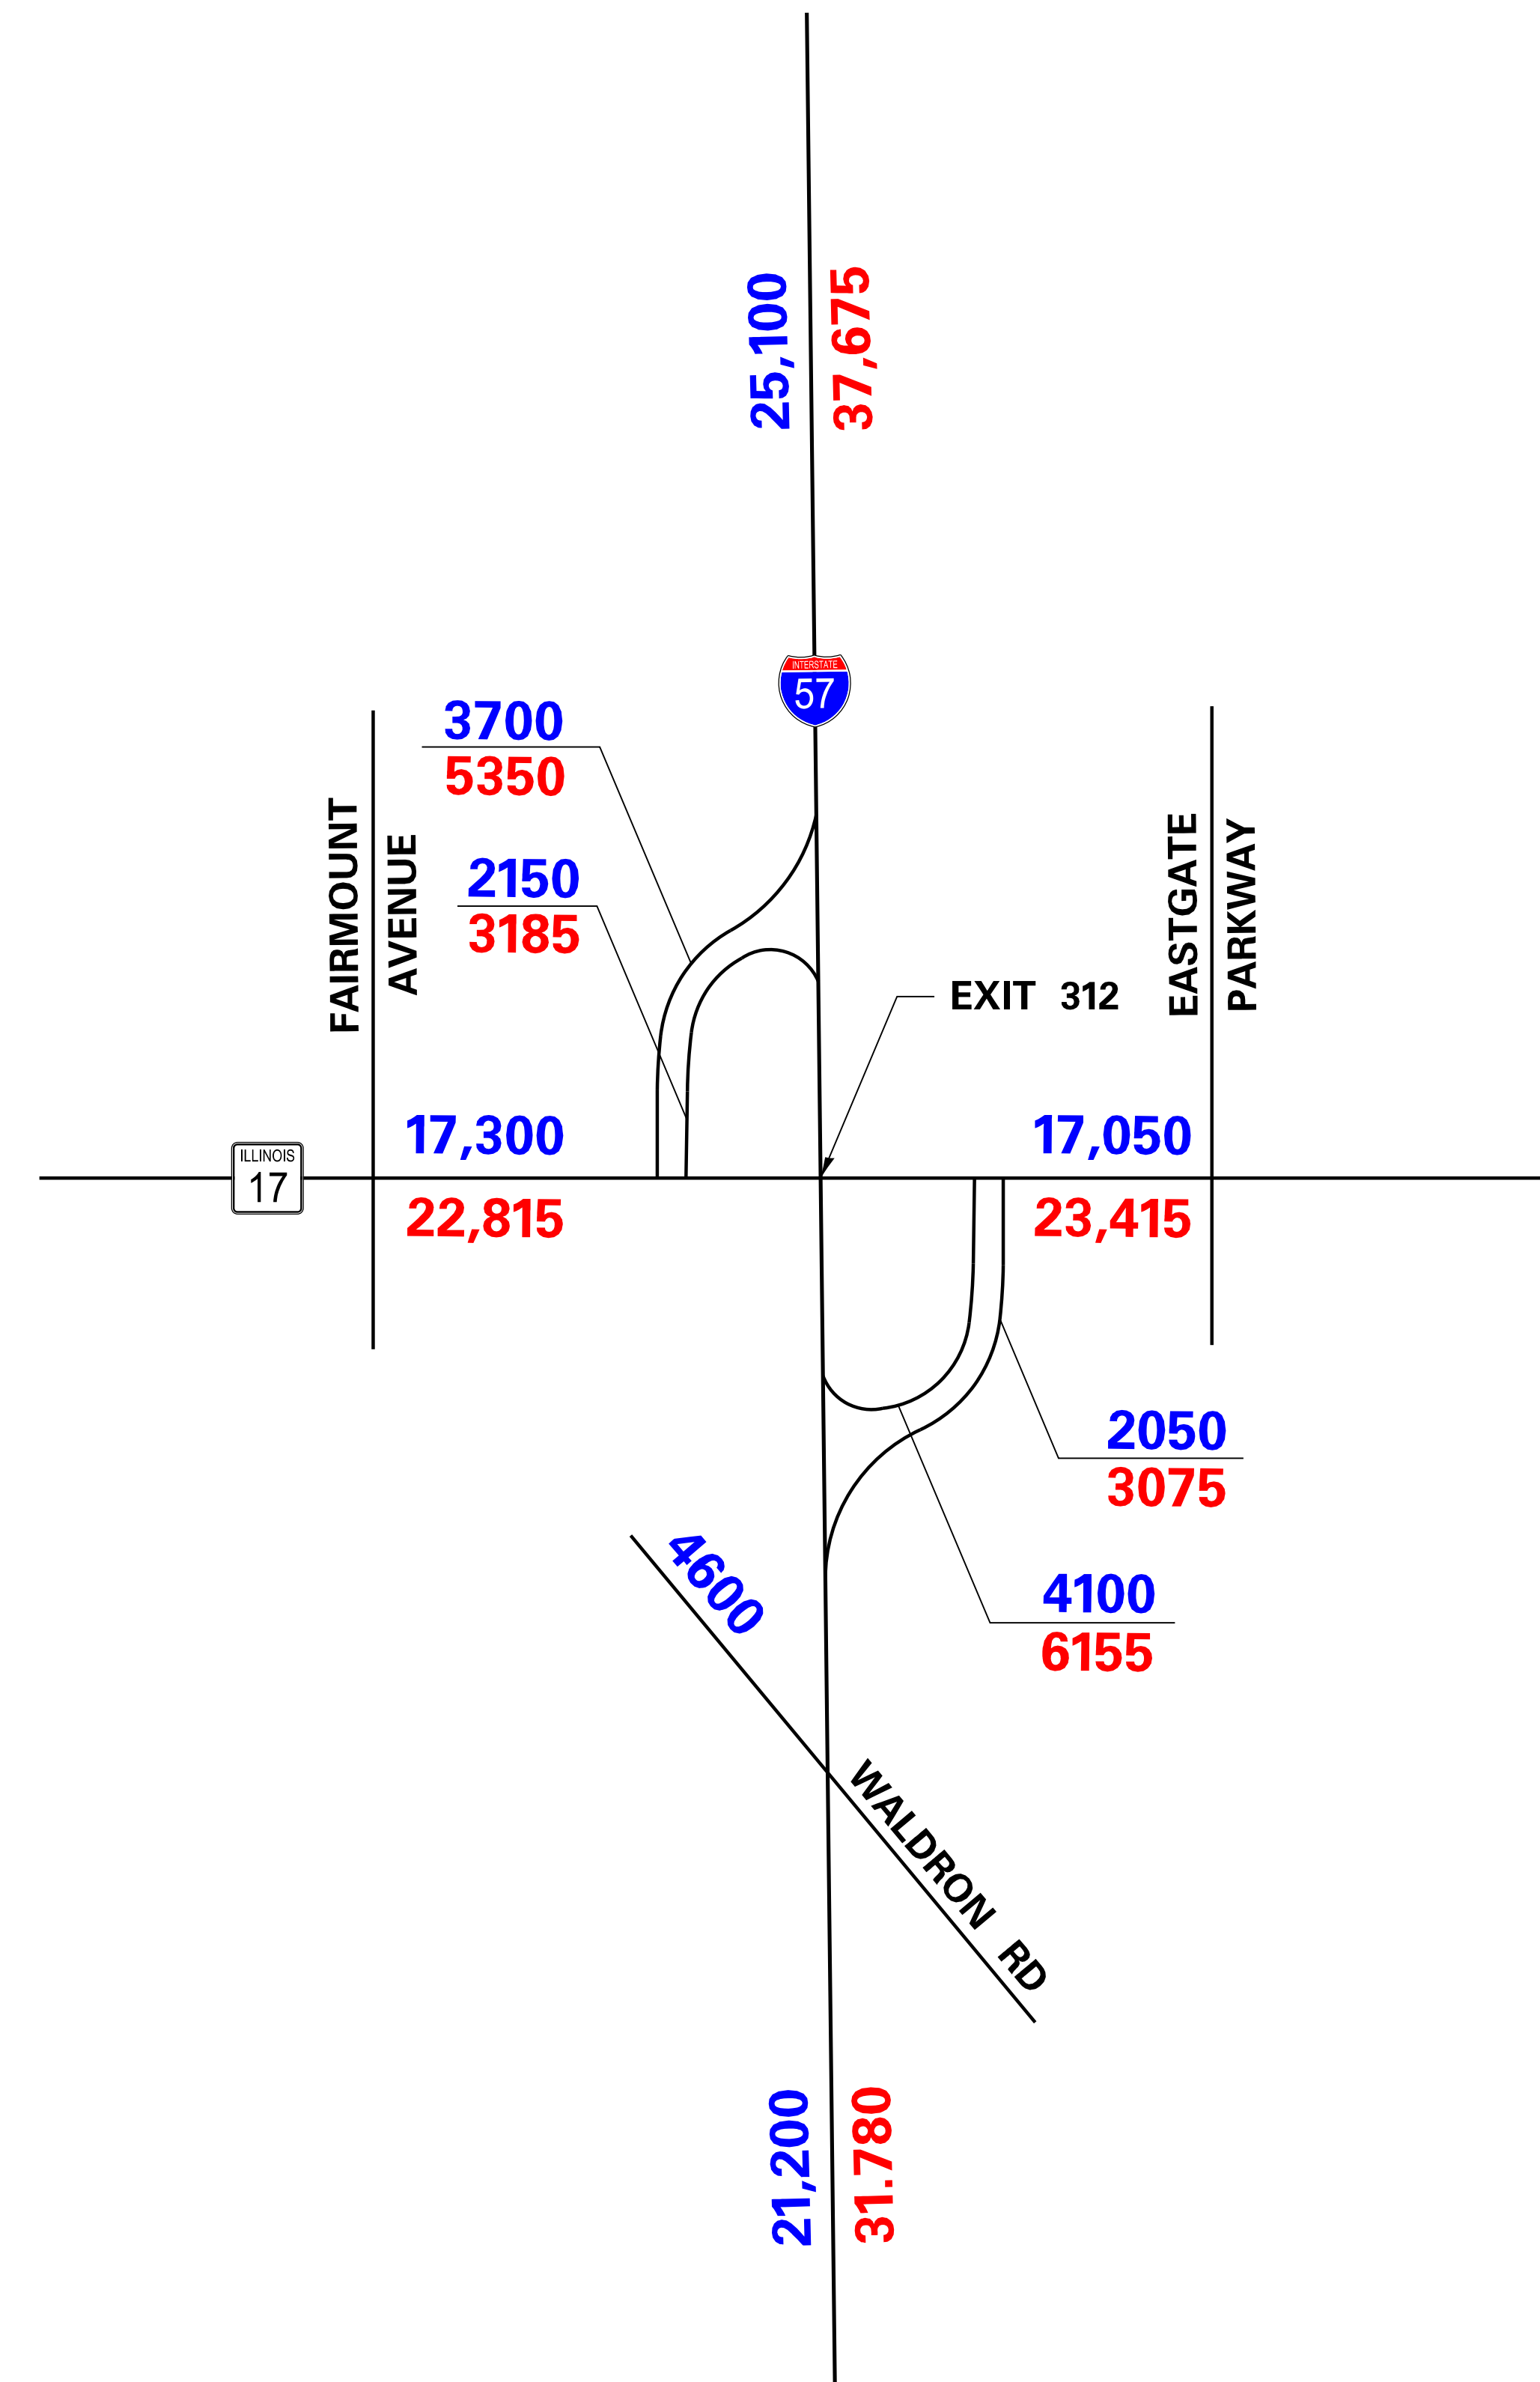 25,100
37,675
INTERSTATE
57
3700
5350
2150
3185
FAIRMOUNT
AVENUE
EASTGATE
PARKWAY
EXIT 312
17,300
17,050
ILLINOIS
17
22,815
23,415
2050
3075
4600
4100
6155
WALDRON RD
21,200
31.780